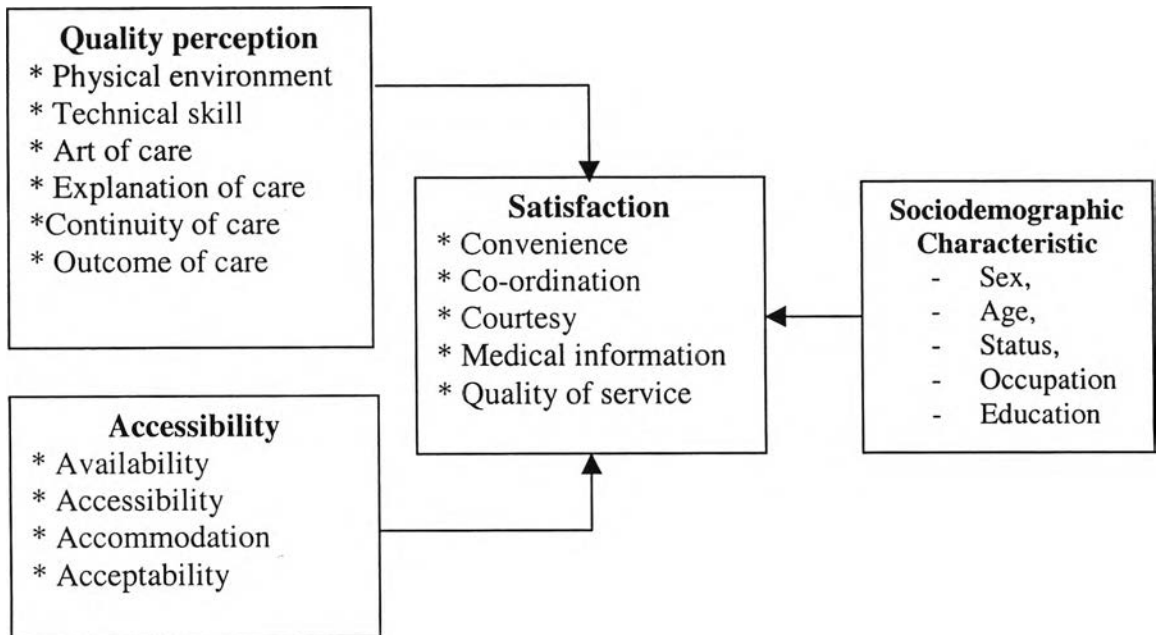 Quality perception
* Physical environment
* Technical skill
* Art of care
* Explanation of care
*Continuity of care
* Outcome of care
Accessibility
* Availability
* Accessibility
* Accommodation
* Acceptability
Satisfaction
* Convenience
* Co-ordination
* Courtesy
* Medical information
* Quality of service
Sociodemographic
Characteristic
- Sex,
- Age,
- Status,
- Occupation
- Education